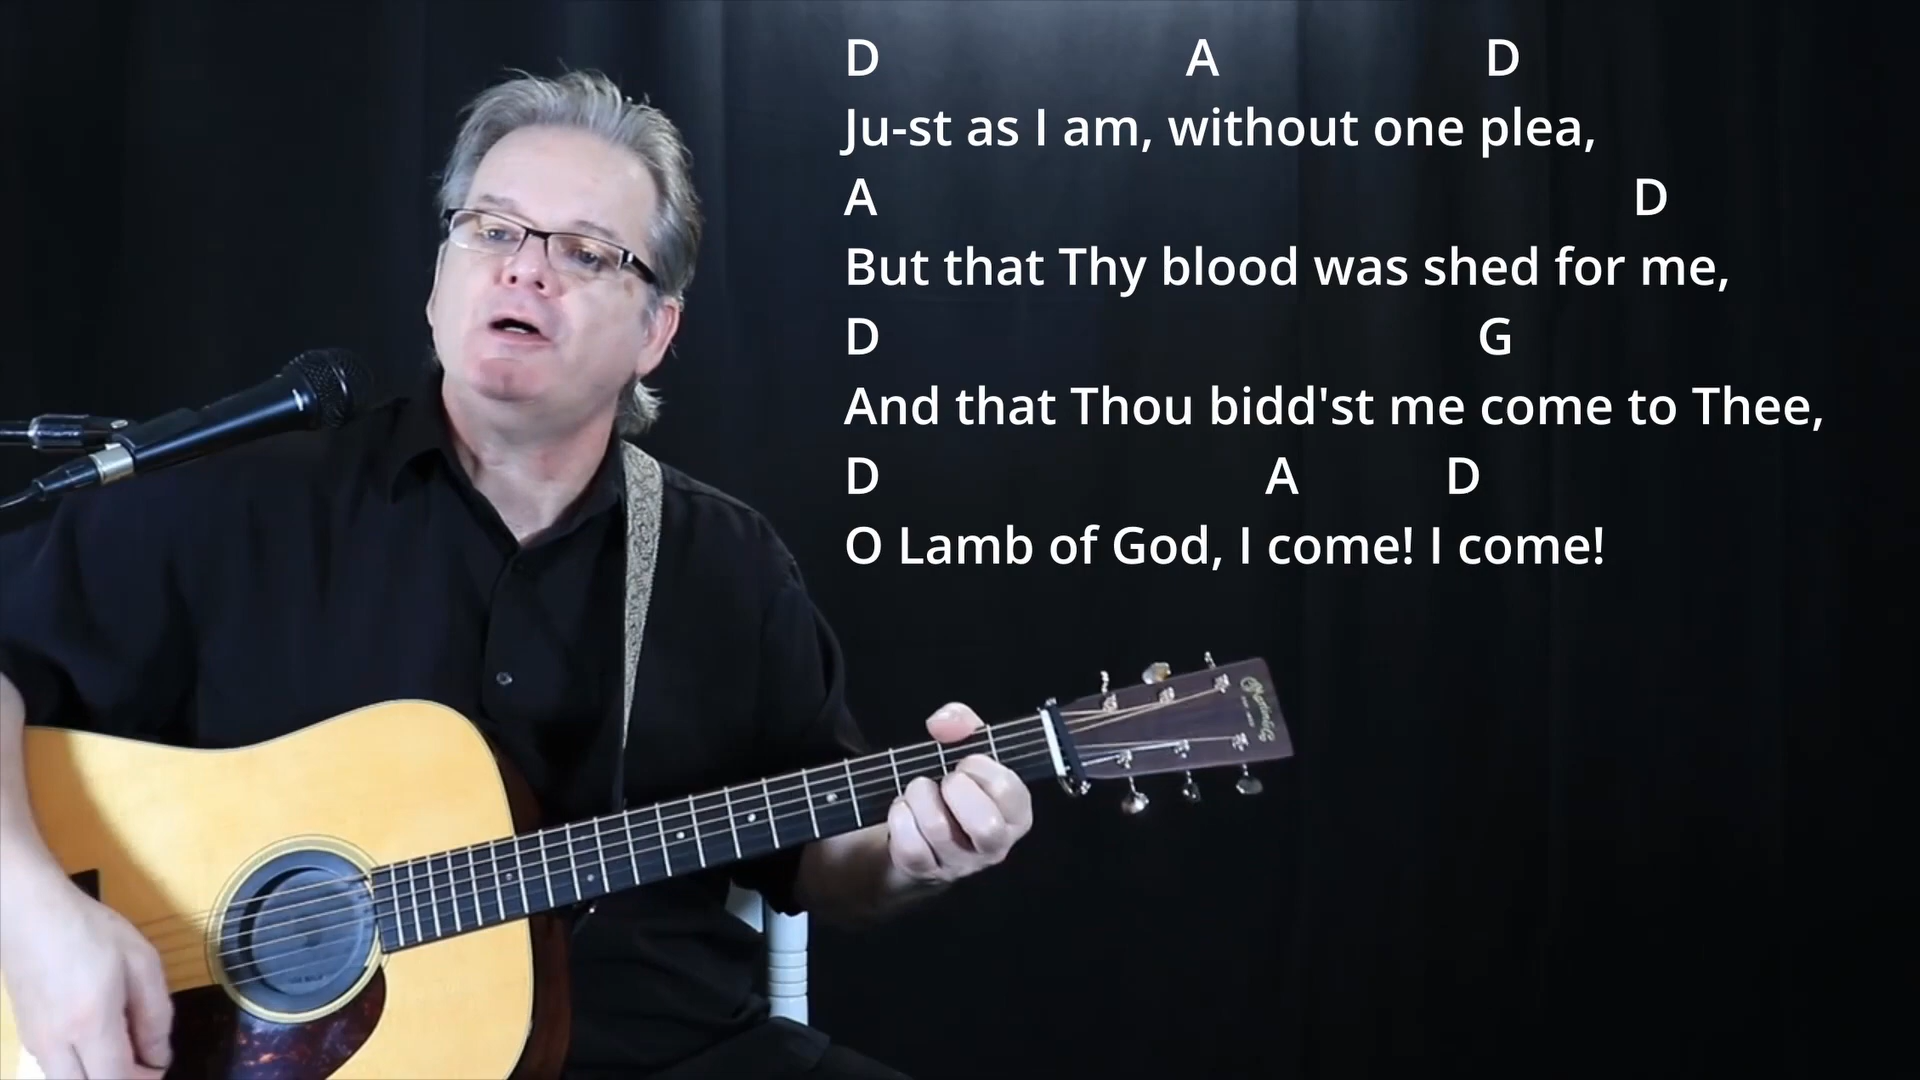 D A D
Ju-st as I am, without one plea,
A D
But that Thy blood was shed for me,
D G
And that Thou bidd'st me come to Thee,
D A D
O Lamb of God, I come! I come!